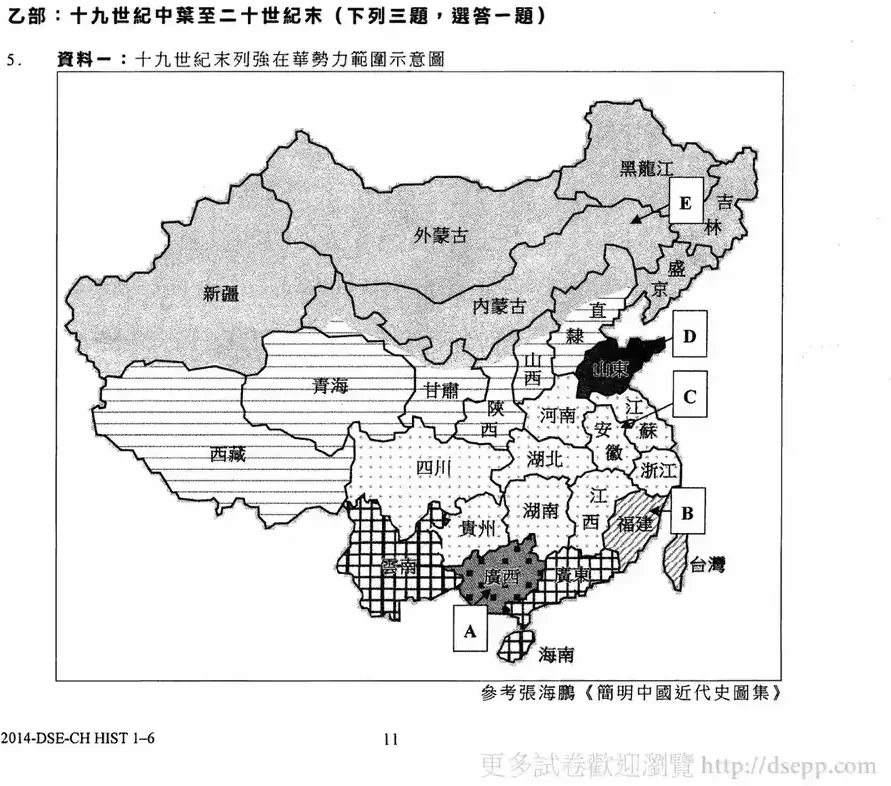 乙部：十九世紀中葉至二十世紀末（下列三題，選答一題）
5. 資料一：十九世紀末列強在華勢力範圍示意圖
黑龍江
E
吉林
外蒙古
盛京
新疆
內蒙古
直隸
D
山東
山西
青海
甘肅
C
陝西
河南
江蘇
安徽
西藏
四川
湖北
浙江
江西
湖南
B
福建
貴州
雲南
廣西
廣東
台灣
A
海南
參考張海鵬《簡明中國近代史圖集》
2014-DSE-CH HIST 1–6
11
更多試卷歡迎瀏覽 http://dsepp.com/